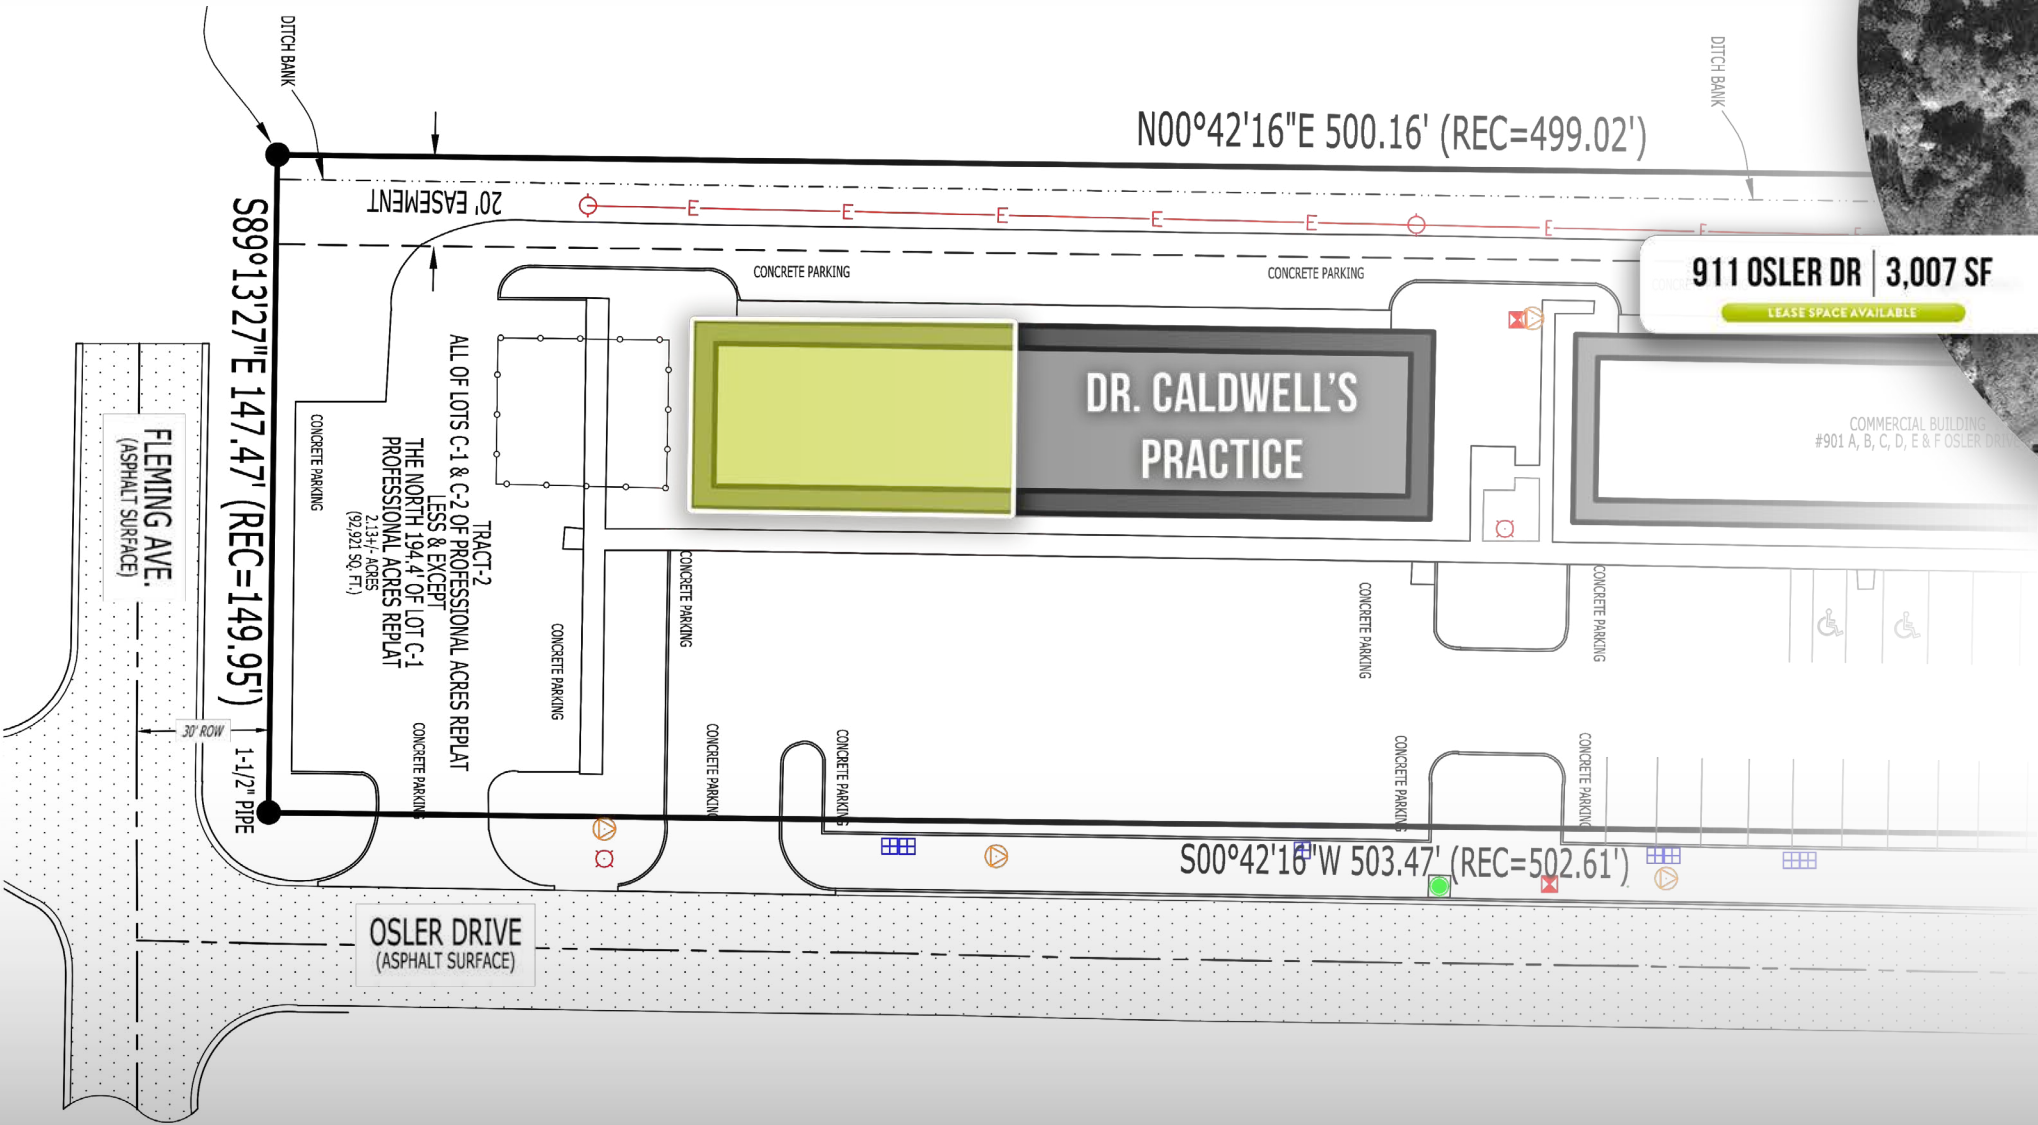 DITCH BANK
DITCH BANK
N00°42'16"E 500.16' (REC=499.02')
20' EASEMENT
E E E E E E E E
S89°13'27"E 147.47' (REC=149.95')
911 OSLER DR | 3,007 SF
LEASE SPACE AVAILABLE
CONCRETE PARKING
CONCRETE PARKING
DR. CALDWELL'S
PRACTICE
COMMERCIAL BUILDING
#901 A, B, C, D, E & F OSLER
FLEMING AVE.
(ASPHALT SURFACE)
CONCRETE PARKING
TRACT-2
ALL OF LOTS C-1 & C-2 OF PROFESSIONAL ACRES REPLAT
LESS & EXCEPT
THE NORTH 194.4' OF LOT C-1
PROFESSIONAL ACRES REPLAT
2.13+/- ACRES
(92,921 SQ. FT.)
CONCRETE PARKING
CONCRETE PARKING
CONCRETE PARKING
CONCRETE PARKING
30' ROW
1-1/2" PIPE
CONCRETE PARKING
CONCRETE PARKING
CONCRETE PARKING
CONCRETE PARKING
CONCRETE PARKING
S00°42'16"W 503.47' (REC=502.61')
OSLER DRIVE
(ASPHALT SURFACE)